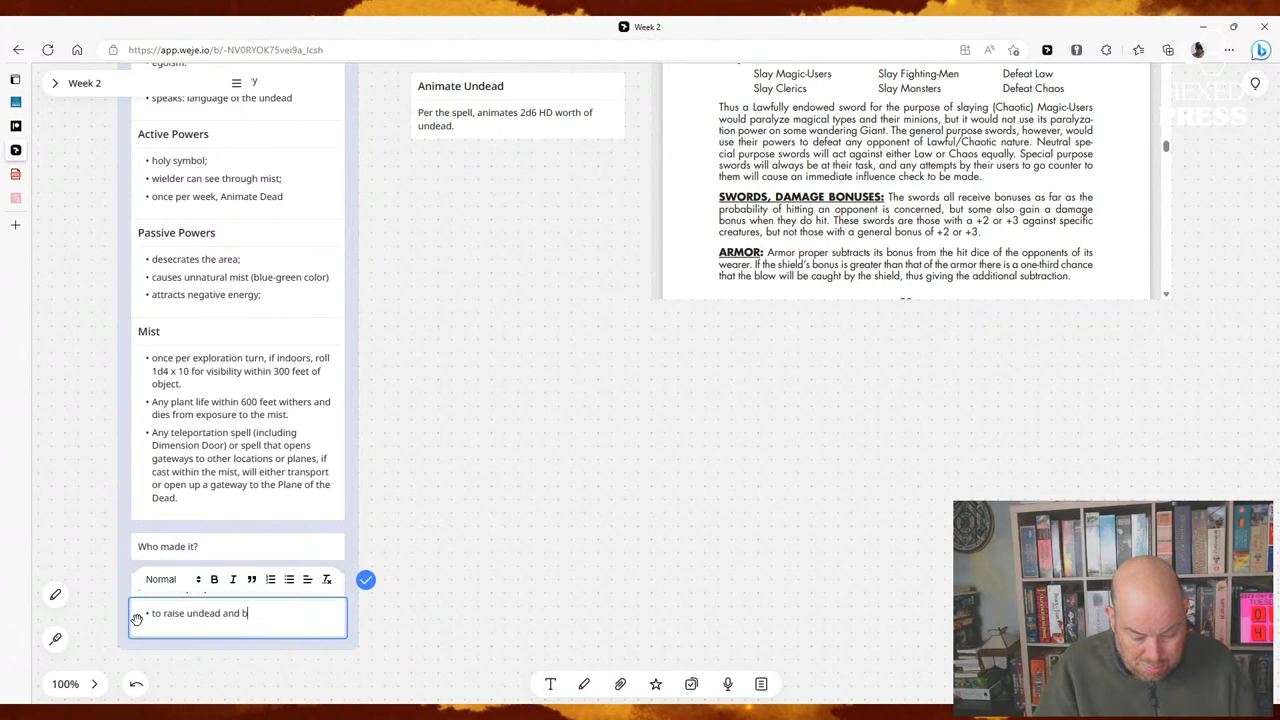 Week 2
https://app.weje.io/b/-NV0RYOK75vei9a_lcsh
Week 2
• speaks: language of the undead
Active Powers
• holy symbol;
• wielder can see through mist;
• once per week, Animate Dead
Passive Powers
• desecrates the area;
• causes unnatural mist (blue-green color)
• attracts negative energy;
Mist
• once per exploration turn, if indoors, roll
1d4 x 10 for visibility within 300 feet of
object.
• Any plant life within 600 feet withers and
dies from exposure to the mist.
• Any teleportation spell (including
Dimension Door) or spell that opens
gateways to other locations or planes, if
cast within the mist, will either transport
or open up a gateway to the Plane of the
Dead.
Who made it?
Normal
• to raise undead and b
100%
Animate Undead
Per the spell, animates 2d6 HD worth of
undead.
Slay Magic-Users Slay Fighting-Men Defeat Law
Slay Clerics Slay Monsters Defeat Chaos
Thus a Lawfully endowed sword for the purpose of slaying (Chaotic) Magic-Users
would paralyze magical types and their minions, but it would not use its paralyza-
tion power on some wandering Giant. The general purpose swords, however, would
use their powers to defeat any opponent of Lawful/Chaotic nature. Neutral spe-
cial purpose swords will act against either Law or Chaos equally. Special purpose
swords will always be at their task, and any attempts by their users to go counter to
them will cause an immediate influence check to be made.
SWORDS, DAMAGE BONUSES: The swords all receive bonuses as far as the
probability of hitting an opponent is concerned, but some also gain a damage
bonus when they do hit. These swords are those with a +2 or +3 against specific
creatures, but not those with a general bonus of +2 or +3.
ARMOR: Armor proper subtracts its bonus from the hit dice of the opponents of its
wearer. If the shield's bonus is greater than that of the armor there is a one-third chance
that the blow will be caught by the shield, thus giving the additional subtraction.
HEXED
PRESS